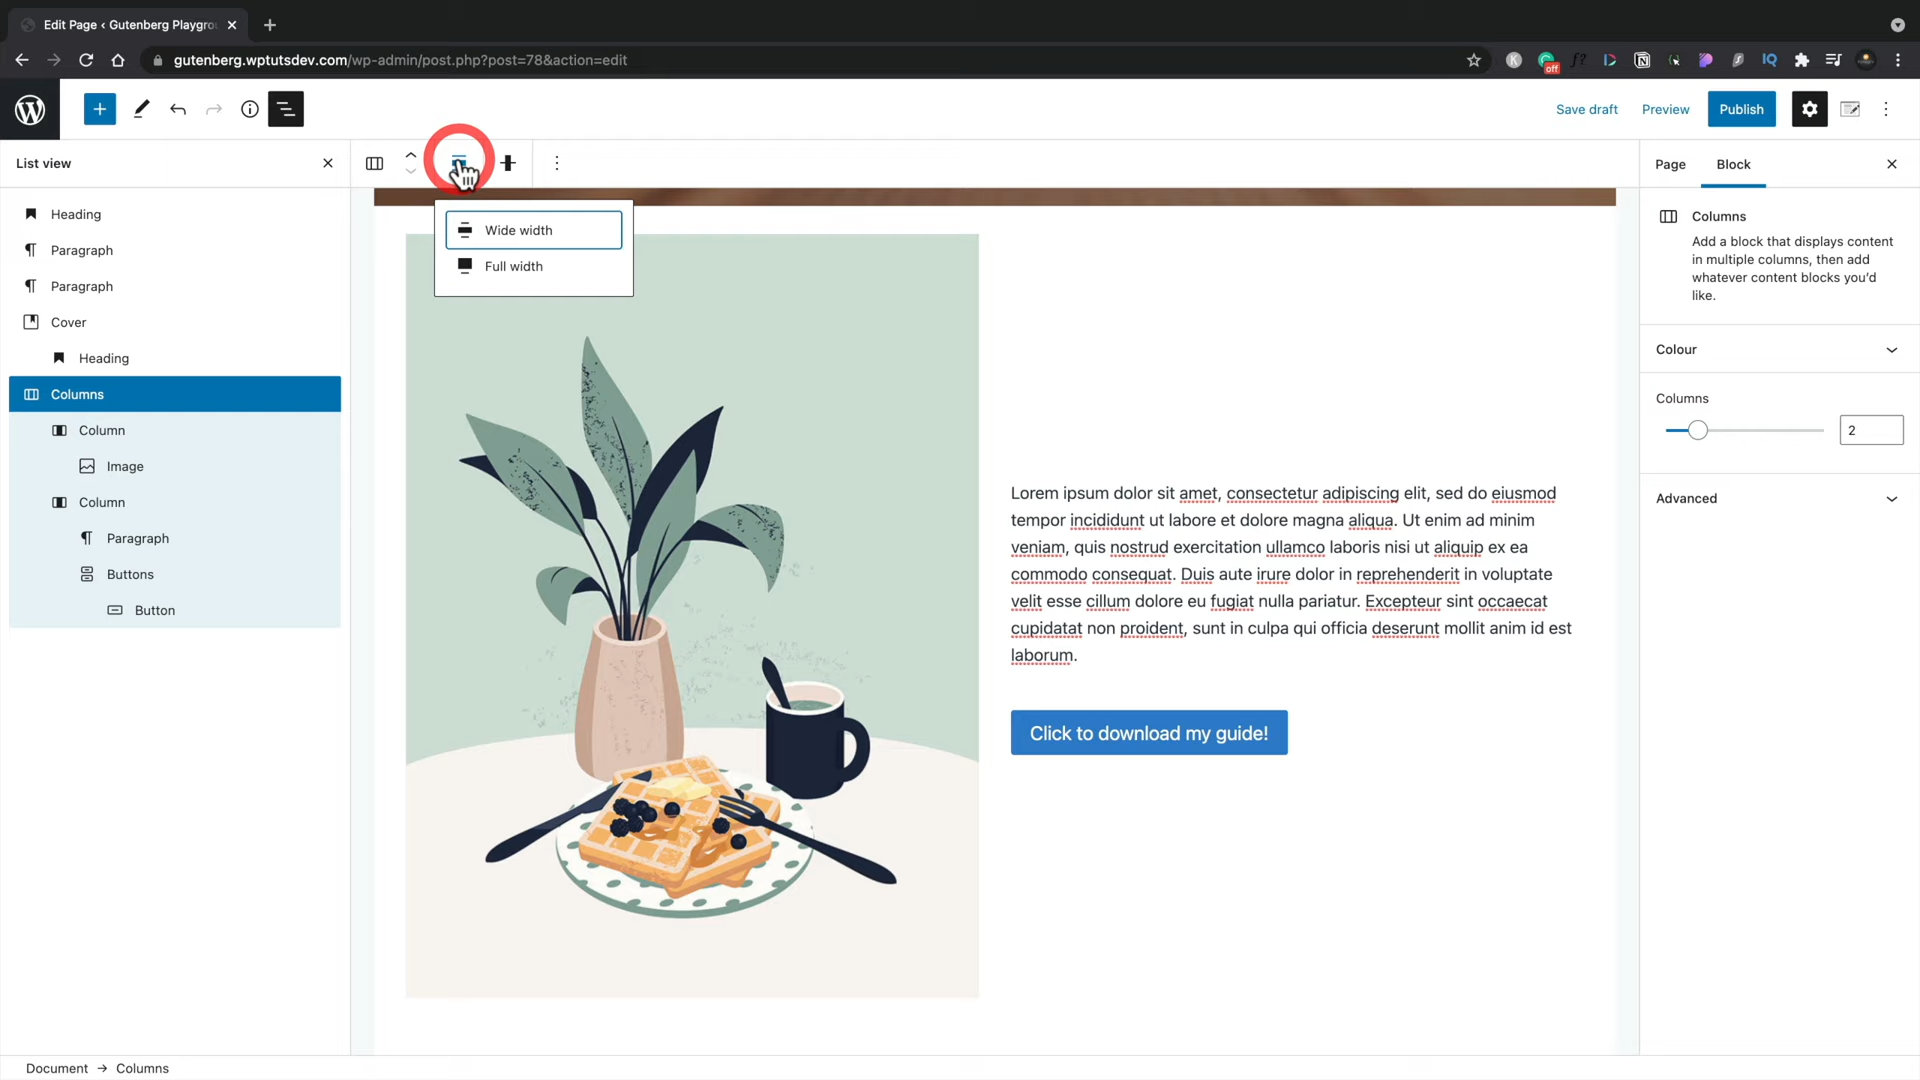 Edit Page ‹ Gutenberg Playgrou
gutenberg.wptutsdev.com/wp-admin/post.php?post=78&action=edit
off
IQ
Save draft
Preview
Publish
List view
Page
Block
Heading
Paragraph
Paragraph
Cover
Heading
Columns
Column
Image
Column
Paragraph
Buttons
Button
Wide width
Full width
Lorem ipsum dolor sit amet, consectetur adipiscing elit, sed do eiusmod
tempor incididunt ut labore et dolore magna aliqua. Ut enim ad minim
veniam, quis nostrud exercitation ullamco laboris nisi ut aliquip ex ea
commodo consequat. Duis aute irure dolor in reprehenderit in voluptate
velit esse cillum dolore eu fugiat nulla pariatur. Excepteur sint occaecat
cupidatat non proident, sunt in culpa qui officia deserunt mollit anim id est
laborum.
Click to download my guide!
Columns
Add a block that displays content
in multiple columns, then add
whatever content blocks you’d
like.
Colour
Columns
2
Advanced
Document → Columns